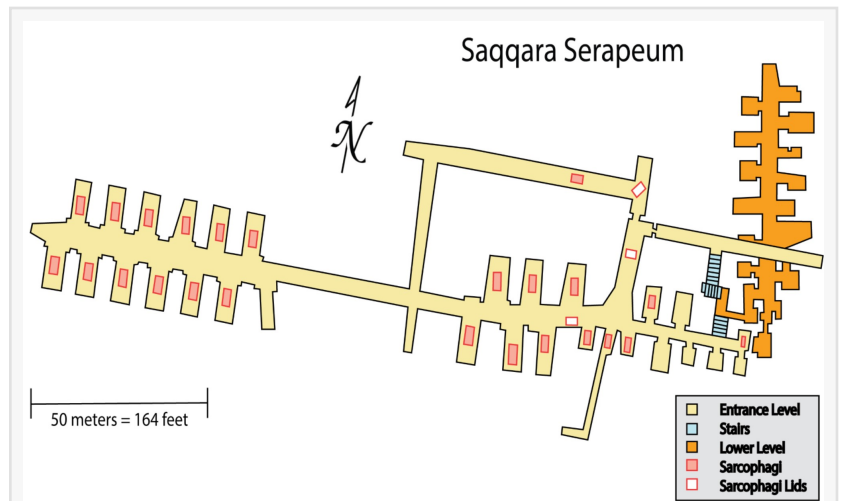 Saqqara Serapeum
N
50 meters = 164 feet
Entrance Level
Stairs
Lower Level
Sarcophagi
Sarcophagi Lids